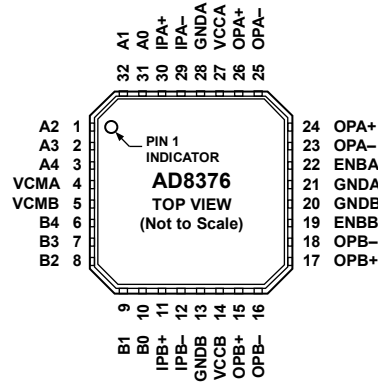 A1
A0
IPA+
IPA–
GNDA
VCCA
OPA+
OPA–
32
31
30
29
28
27
26
25
A2 1
A3 2
A4 3
VCMA 4
VCMB 5
B4 6
B3 7
B2 8
PIN 1
INDICATOR
AD8376
TOP VIEW
(Not to Scale)
24 OPA+
23 OPA–
22 ENBA
21 GNDA
20 GNDB
19 ENBB
18 OPB–
17 OPB+
9
10
11
12
13
14
15
16
B1
B0
IPB+
IPB–
GNDB
VCCB
OPB+
OPB–